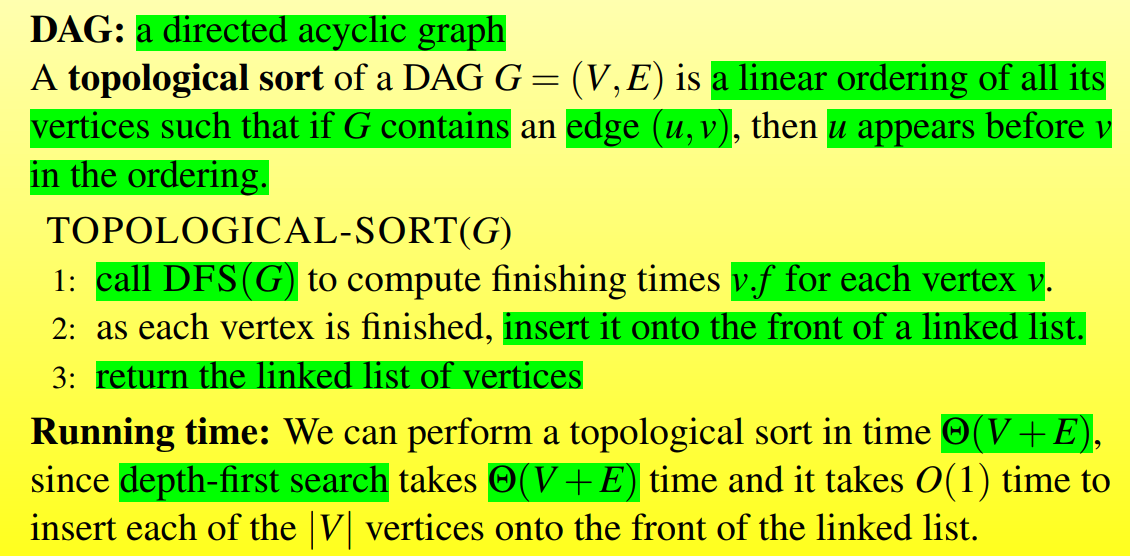 DAG: a directed acyclic graph
A topological sort of a DAG G = (V, E) is a linear ordering of all its
vertices such that if G contains an edge (u, v), then u appears before v
in the ordering.
TOPOLOGICAL-SORT(G)
1: call DFS(G) to compute finishing times v.f for each vertex v.
2: as each vertex is finished, insert it onto the front of a linked list.
3: return the linked list of vertices
Running time: We can perform a topological sort in time Θ(V + E),
since depth-first search takes Θ(V + E) time and it takes O(1) time to
insert each of the |V| vertices onto the front of the linked list.